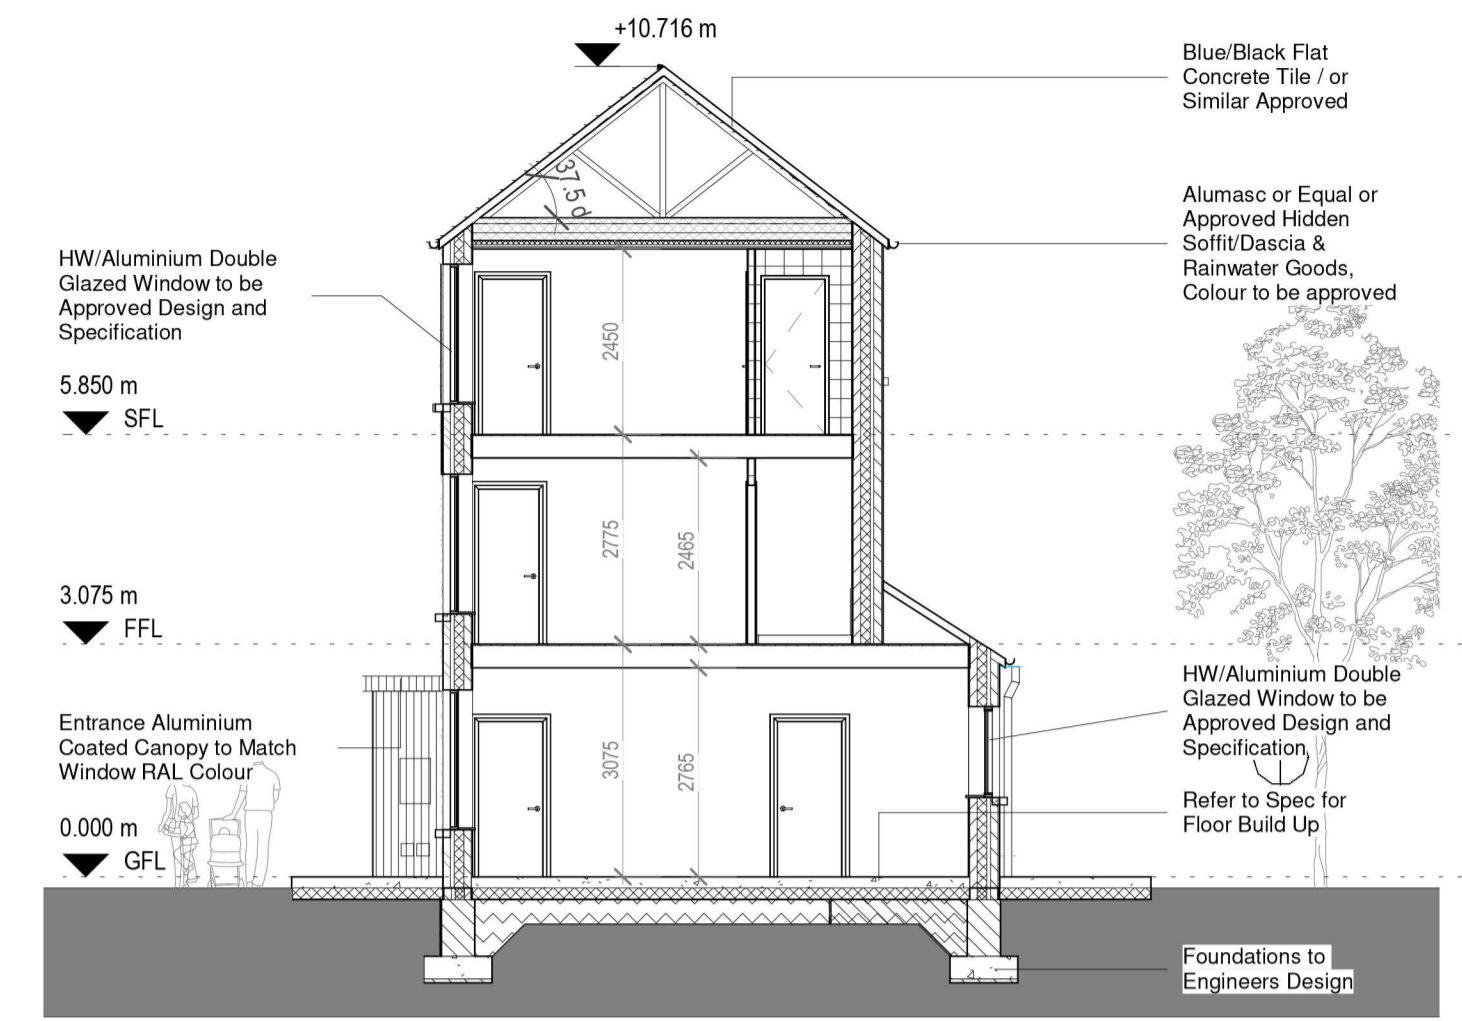 +10.716 m
Blue/Black Flat
Concrete Tile / or
Similar Approved
37.5 d
Alumasc or Equal or
Approved Hidden
Soffit/Dascia &
Rainwater Goods,
Colour to be approved
HW/Aluminium Double
Glazed Window to be
Approved Design and
Specification
2450
5.850 m
SFL
2775
2465
3.075 m
FFL
HW/Aluminium Double
Glazed Window to be
Approved Design and
Specification
Entrance Aluminium
Coated Canopy to Match
Window RAL Colour
3075
2765
Refer to Spec for
Floor Build Up
0.000 m
GFL
Foundations to
Engineers Design